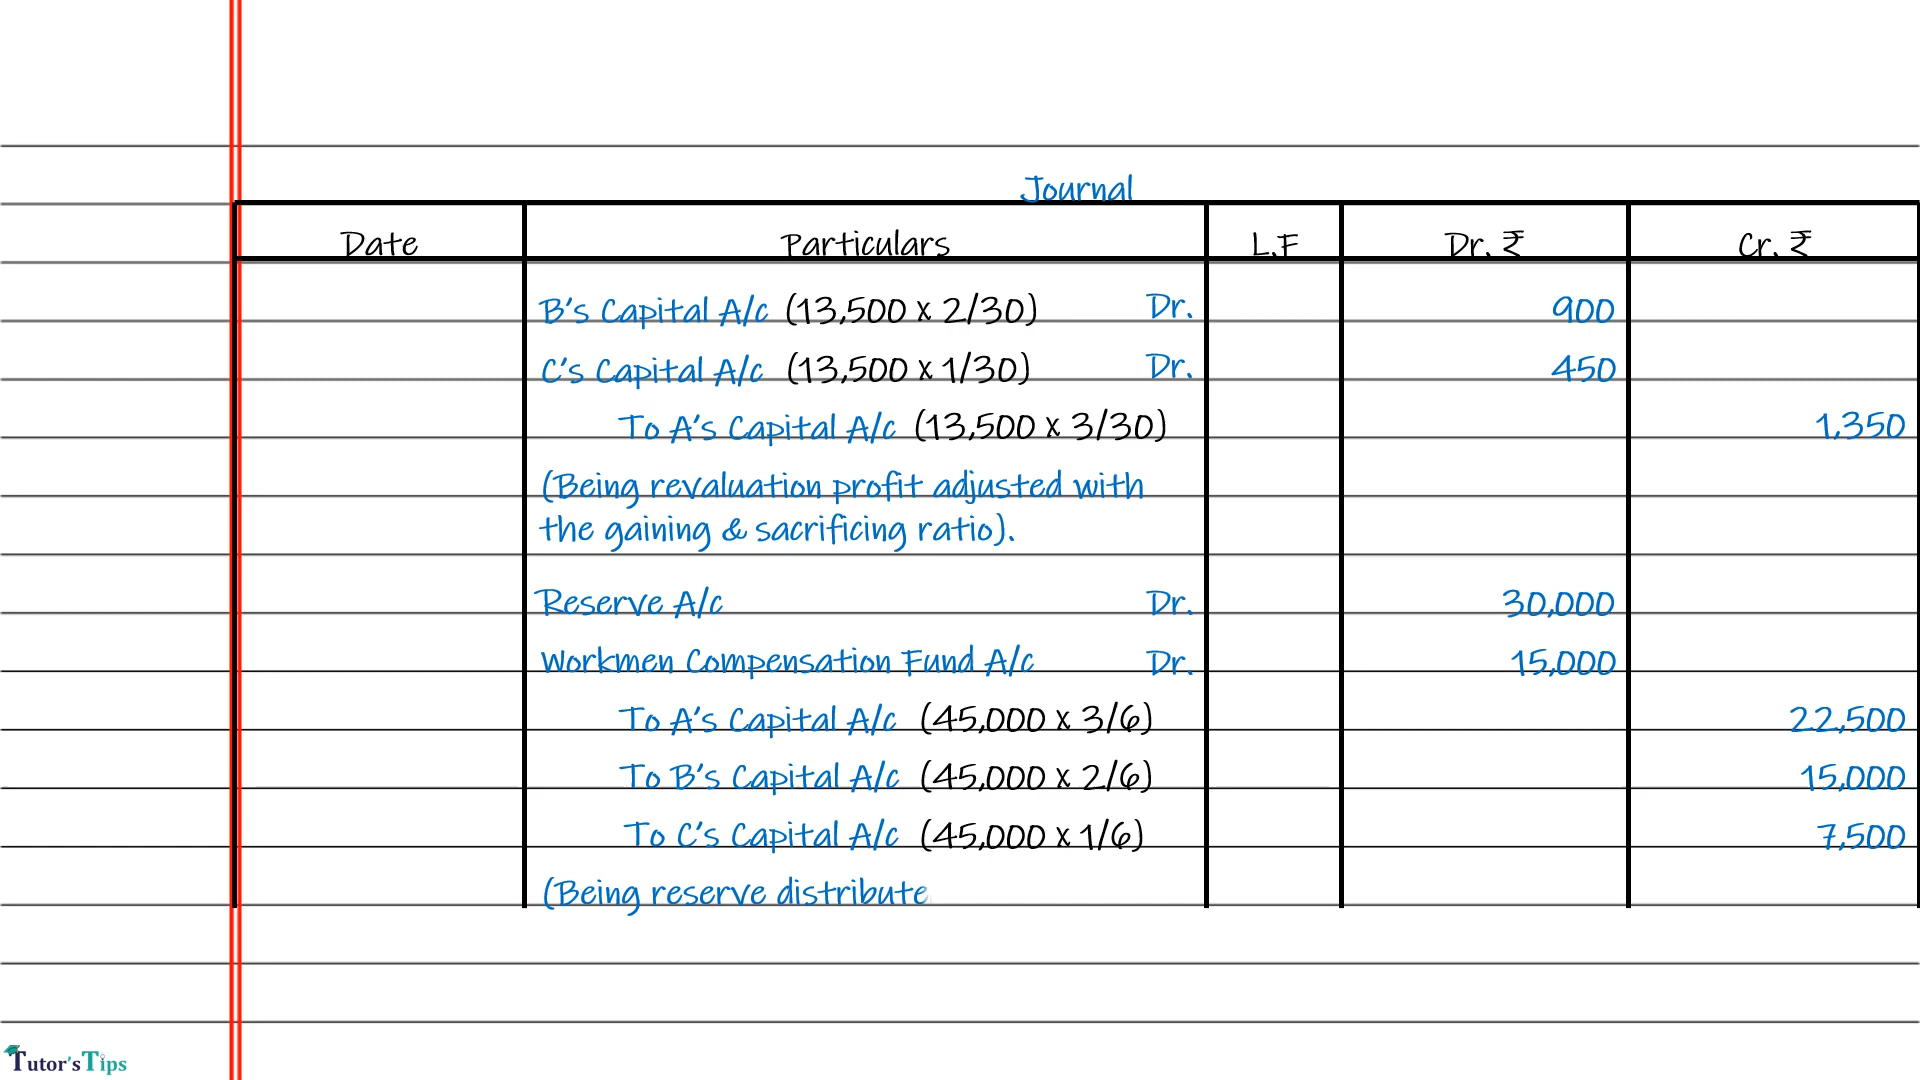 Journal
Date Particulars L.F Dr. ₹ Cr. ₹
B's Capital A/c (13,500 x 2/30) Dr. 900
C's Capital A/c (13,500 x 1/30) Dr. 450
To A's Capital A/c (13,500 x 3/30) 1,350
(Being revaluation profit adjusted with
the gaining & sacrificing ratio).
Reserve A/c Dr. 30,000
Workmen Compensation Fund A/c Dr. 15,000
To A's Capital A/c (45,000 x 3/6) 22,500
To B's Capital A/c (45,000 x 2/6) 15,000
To C's Capital A/c (45,000 x 1/6) 7,500
(Being reserve distribute
Tutor'sTips